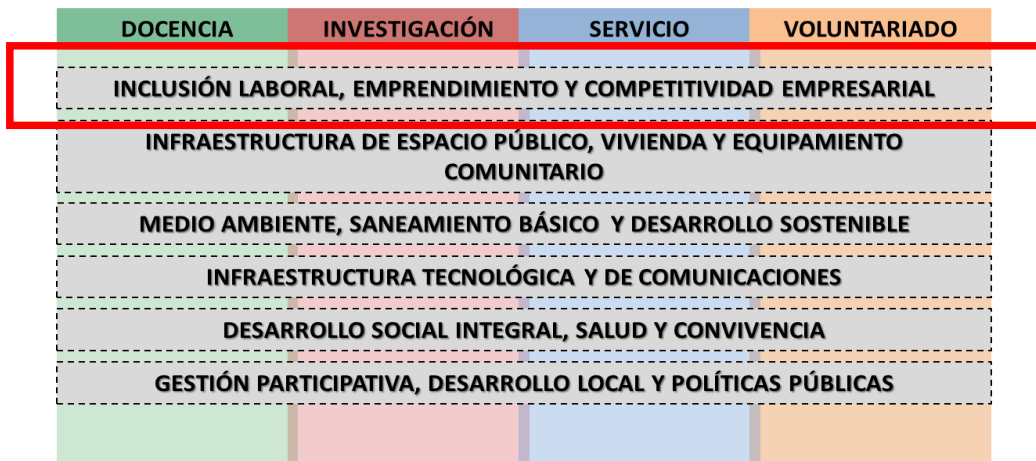 DOCENCIA INVESTIGACIÓN SERVICIO VOLUNTARIADO
INCLUSIÓN LABORAL, EMPRENDIMIENTO Y COMPETITIVIDAD EMPRESARIAL
INFRAESTRUCTURA DE ESPACIO PÚBLICO, VIVIENDA Y EQUIPAMIENTO
COMUNITARIO
MEDIO AMBIENTE, SANEAMIENTO BÁSICO Y DESARROLLO SOSTENIBLE
INFRAESTRUCTURA TECNOLÓGICA Y DE COMUNICACIONES
DESARROLLO SOCIAL INTEGRAL, SALUD Y CONVIVENCIA
GESTIÓN PARTICIPATIVA, DESARROLLO LOCAL Y POLÍTICAS PÚBLICAS